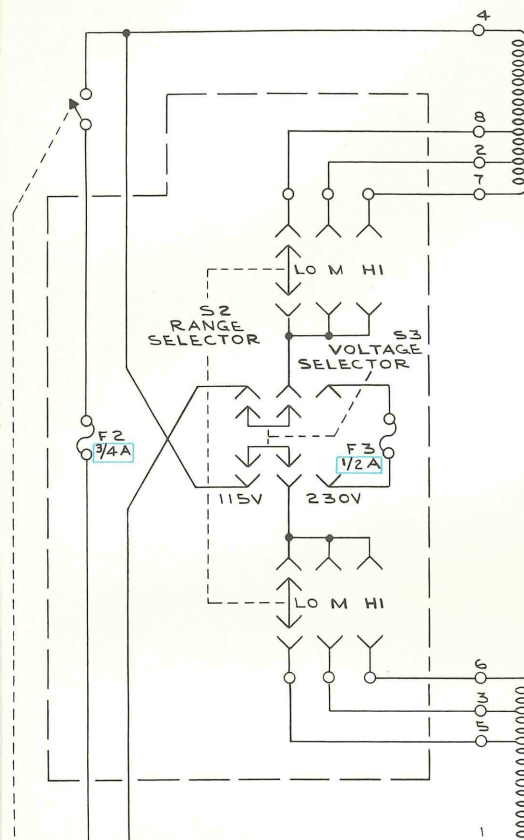 4
8
2
7
LO M HI
S2
RANGE
SELECTOR
S3
VOLTAGE
SELECTOR
F2
3/4A
F3
1/2A
115V 230V
LO M HI
6
3
5